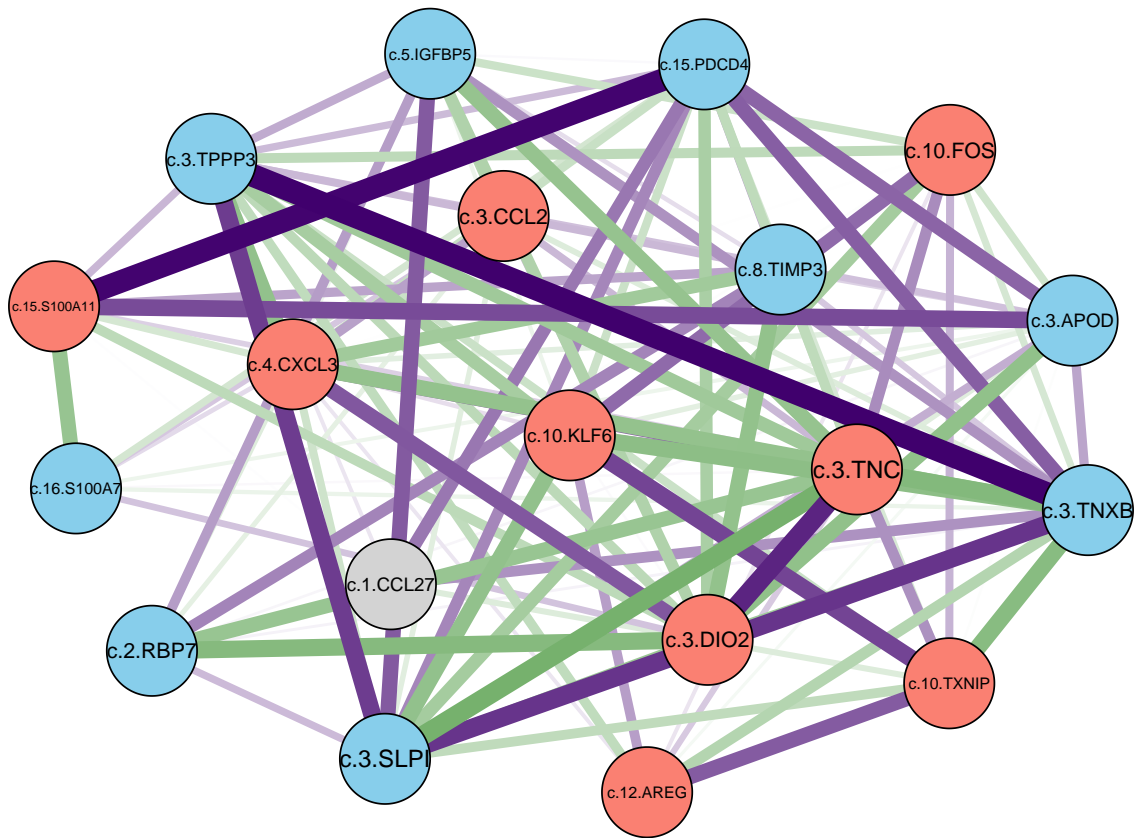 c.5.IGFBP5
c.15.PDCD4
c.3.TPPP3
c.10.FOS
c.3.CCL2
c.8.TIMP3
c.15.S100A11
c.3.APOD
c.4.CXCL3
c.10.KLF6
c.3.TNC
c.16.S100A7
c.3.TNXB
c.1.CCL27
c.2.RBP7
c.3.DIO2
c.10.TXNIP
c.3.SLPI
c.12.AREG